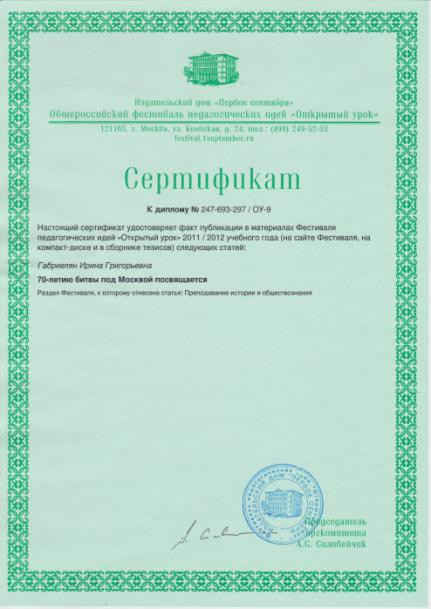 Издательский дом «Первое сентября»
Общероссийский фестиваль педагогических идей «Открытый урок»
121165, г. Москва, ул. Киевская, д. 24; тел.: (499) 249-52-53
festival.1september.ru
Сертификат
К диплому № 247-693-297 / ОУ-9
Настоящий сертификат удостоверяет факт публикации в материалах Фестиваля
педагогических идей «Открытый урок» 2011 / 2012 учебного года (на сайте Фестиваля, на
компакт-диске и в сборнике тезисов) следующих статей:
Габриелян Ирина Григорьевна
70-летию битвы под Москвой посвящается
Раздел Фестиваля, к которому отнесена статья: Преподавание истории и обществознания
Председатель
оргкомитета
А.С. Соловейчик